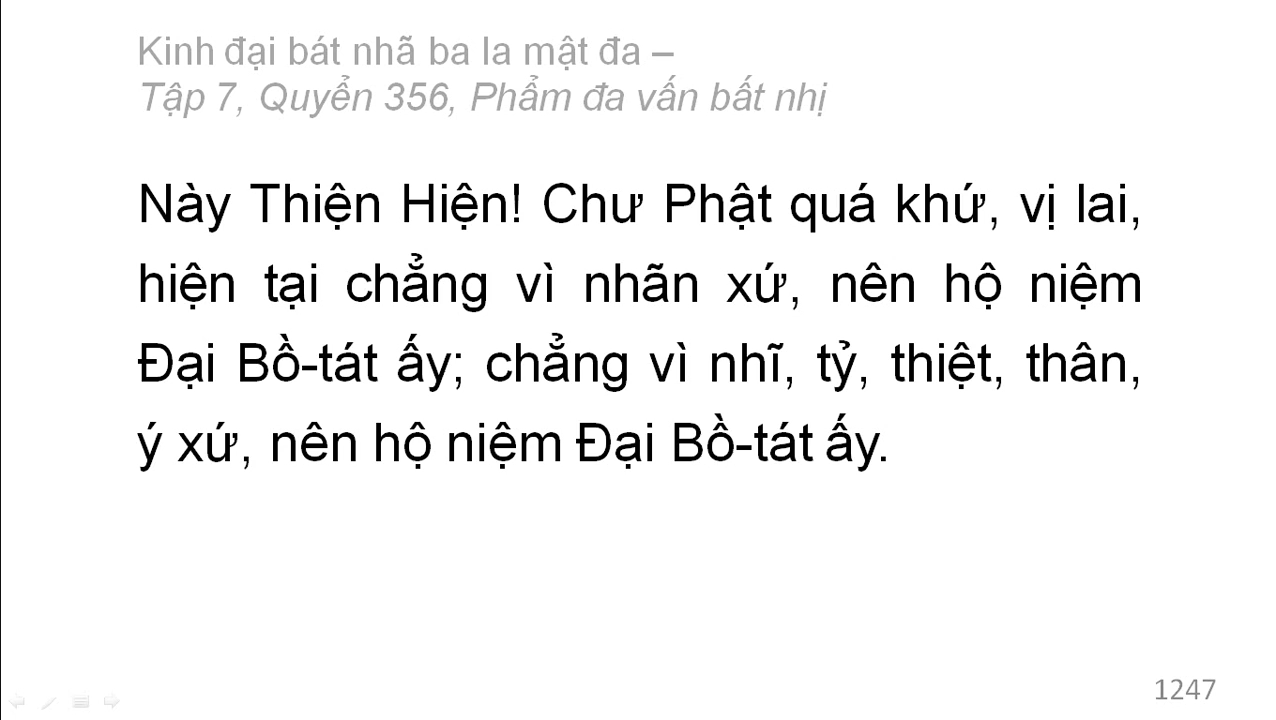 Kinh đại bát nhã ba la mật đa –
Tập 7, Quyển 356, Phẩm đa vấn bất nhị
Này Thiện Hiện! Chư Phật quá khứ, vị lai,
hiện tại chẳng vì nhãn xứ, nên hộ niệm
Đại Bồ-tát ấy; chẳng vì nhĩ, tỷ, thiệt, thân,
ý xứ, nên hộ niệm Đại Bồ-tát ấy.
1247